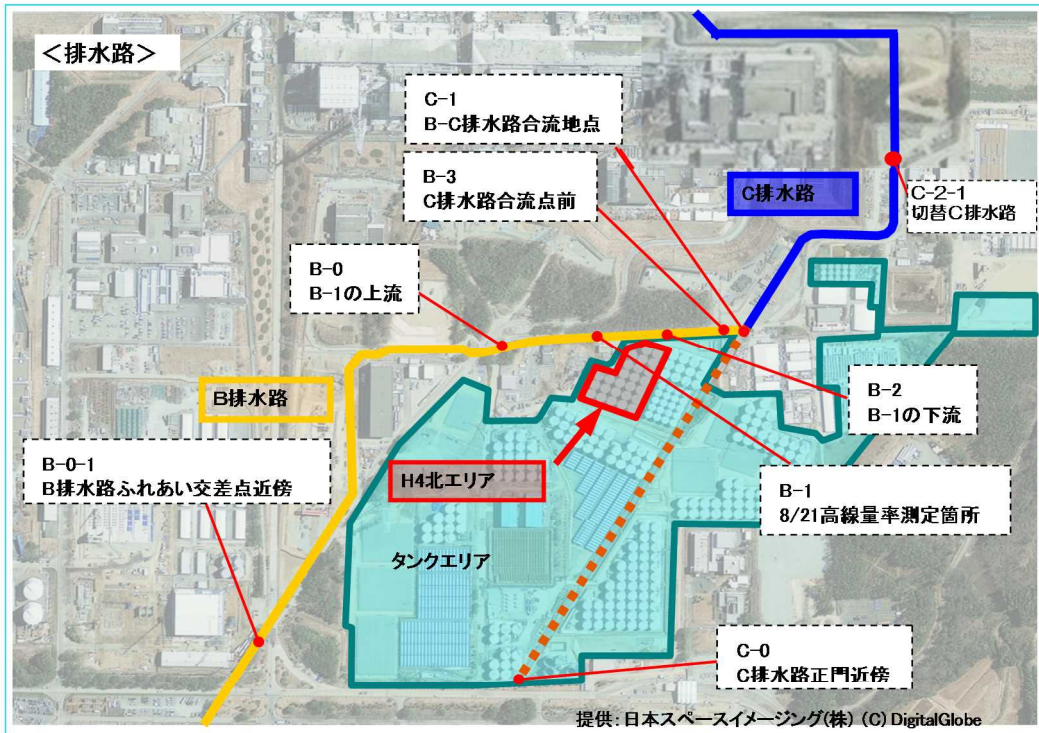 ＜排水路＞
C-1
B-C排水路合流地点
B-3
C排水路合流点前
C排水路
C-2-1
切替C排水路
B-0
B-1の上流
B排水路
B-2
B-1の下流
B-0-1
B排水路ふれあい交差点近傍
H4北エリア
B-1
8/21高線量率測定箇所
タンクエリア
C-0
C排水路正門近傍
提供：日本スペースイメージング(株) (C) DigitalGlobe